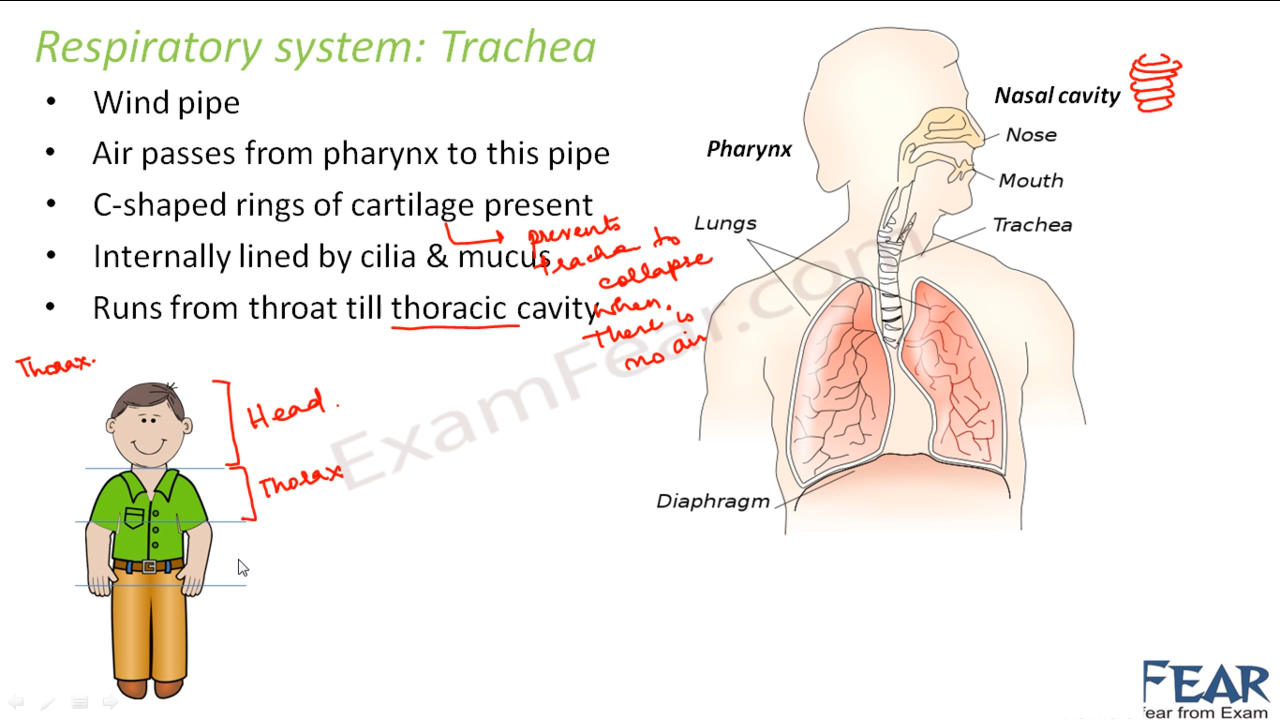 Respiratory system: Trachea
• Wind pipe
• Air passes from pharynx to this pipe
• C-shaped rings of cartilage present
• Internally lined by cilia & mucus
• Runs from throat till thoracic cavity
prevents
trachea to
collapse
when.
there is
no air
Thorax.
Head.
Thorax
Nasal cavity
Nose
Pharynx
Mouth
Lungs
Trachea
Diaphragm
ExamFear.com
FEAR
fear from Exam